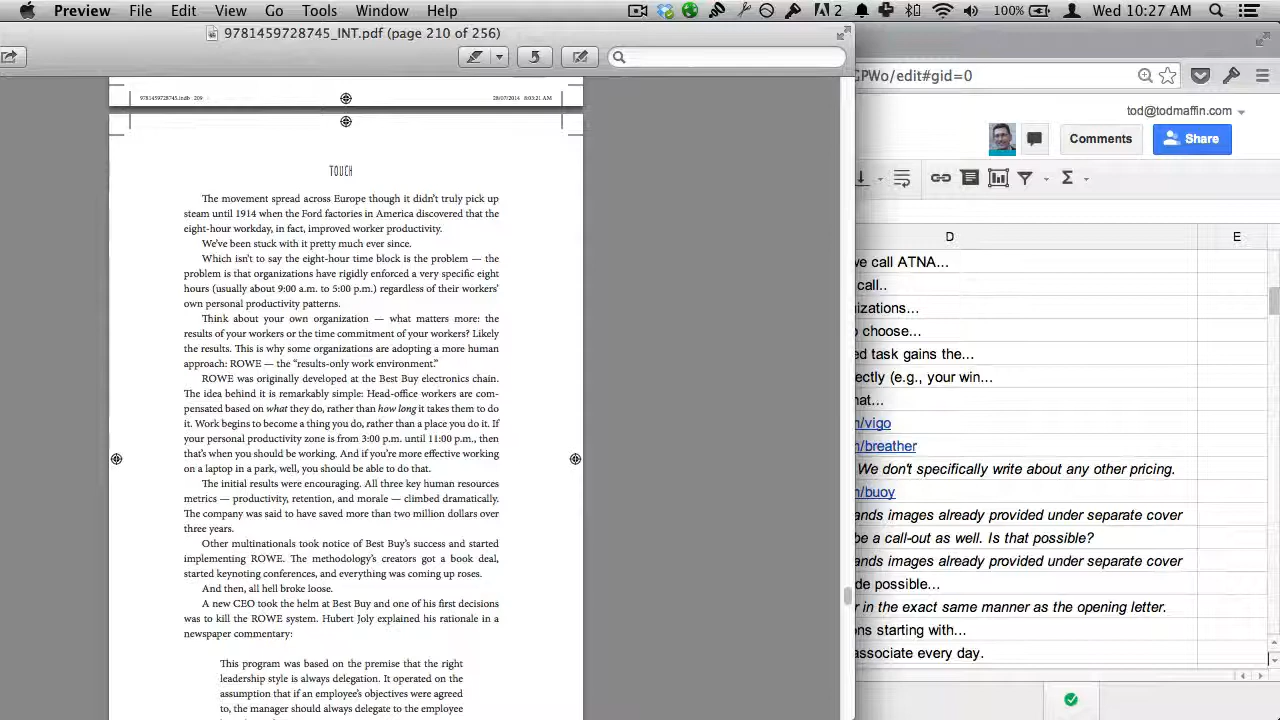 Preview File Edit View Go Tools Window Help
2 100% Wed 10:27 AM
9781459728745_INT.pdf (page 210 of 256)
9781459728745.indb 209
28/07/2014 8:03:21 AM
TOUCH
The movement spread across Europe though it didn't truly pick up
steam until 1914 when the Ford factories in America discovered that the
eight-hour workday, in fact, improved worker productivity.
We've been stuck with it pretty much ever since.
Which isn't to say the eight-hour time block is the problem — the
problem is that organizations have rigidly enforced a very specific eight
hours (usually about 9:00 a.m. to 5:00 p.m.) regardless of their workers'
own personal productivity patterns.
Think about your own organization — what matters more: the
results of your workers or the time commitment of your workers? Likely
the results. This is why some organizations are adopting a more human
approach: ROWE — the “results-only work environment.”
ROWE was originally developed at the Best Buy electronics chain.
The idea behind it is remarkably simple: Head-office workers are com-
pensated based on what they do, rather than how long it takes them to do
it. Work begins to become a thing you do, rather than a place you do it. If
your personal productivity zone is from 3:00 p.m. until 11:00 p.m., then
that's when you should be working. And if you're more effective working
on a laptop in a park, well, you should be able to do that.
The initial results were encouraging. All three key human resources
metrics — productivity, retention, and morale — climbed dramatically.
The company was said to have saved more than two million dollars over
three years.
Other multinationals took notice of Best Buy's success and started
implementing ROWE. The methodology's creators got a book deal,
started keynoting conferences, and everything was coming up roses.
And then, all hell broke loose.
A new CEO took the helm at Best Buy and one of his first decisions
was to kill the ROWE system. Hubert Joly explained his rationale in a
newspaper commentary:
This program was based on the premise that the right
leadership style is always delegation. It operated on the
assumption that if an employee's objectives were agreed
to, the manager should always delegate to the employee
GPWo/edit#gid=0
tod@todmaffin.com
Comments Share
D E
we call ATNA...
call..
izations...
o choose...
ed task gains the...
ectly (e.g., your win...
hat...
m/vigo
m/breather
We don't specifically write about any other pricing.
m/buoy
ands images already provided under separate cover
be a call-out as well. Is that possible?
ands images already provided under separate cover
de possible...
r in the exact same manner as the opening letter.
ons starting with...
associate every day.